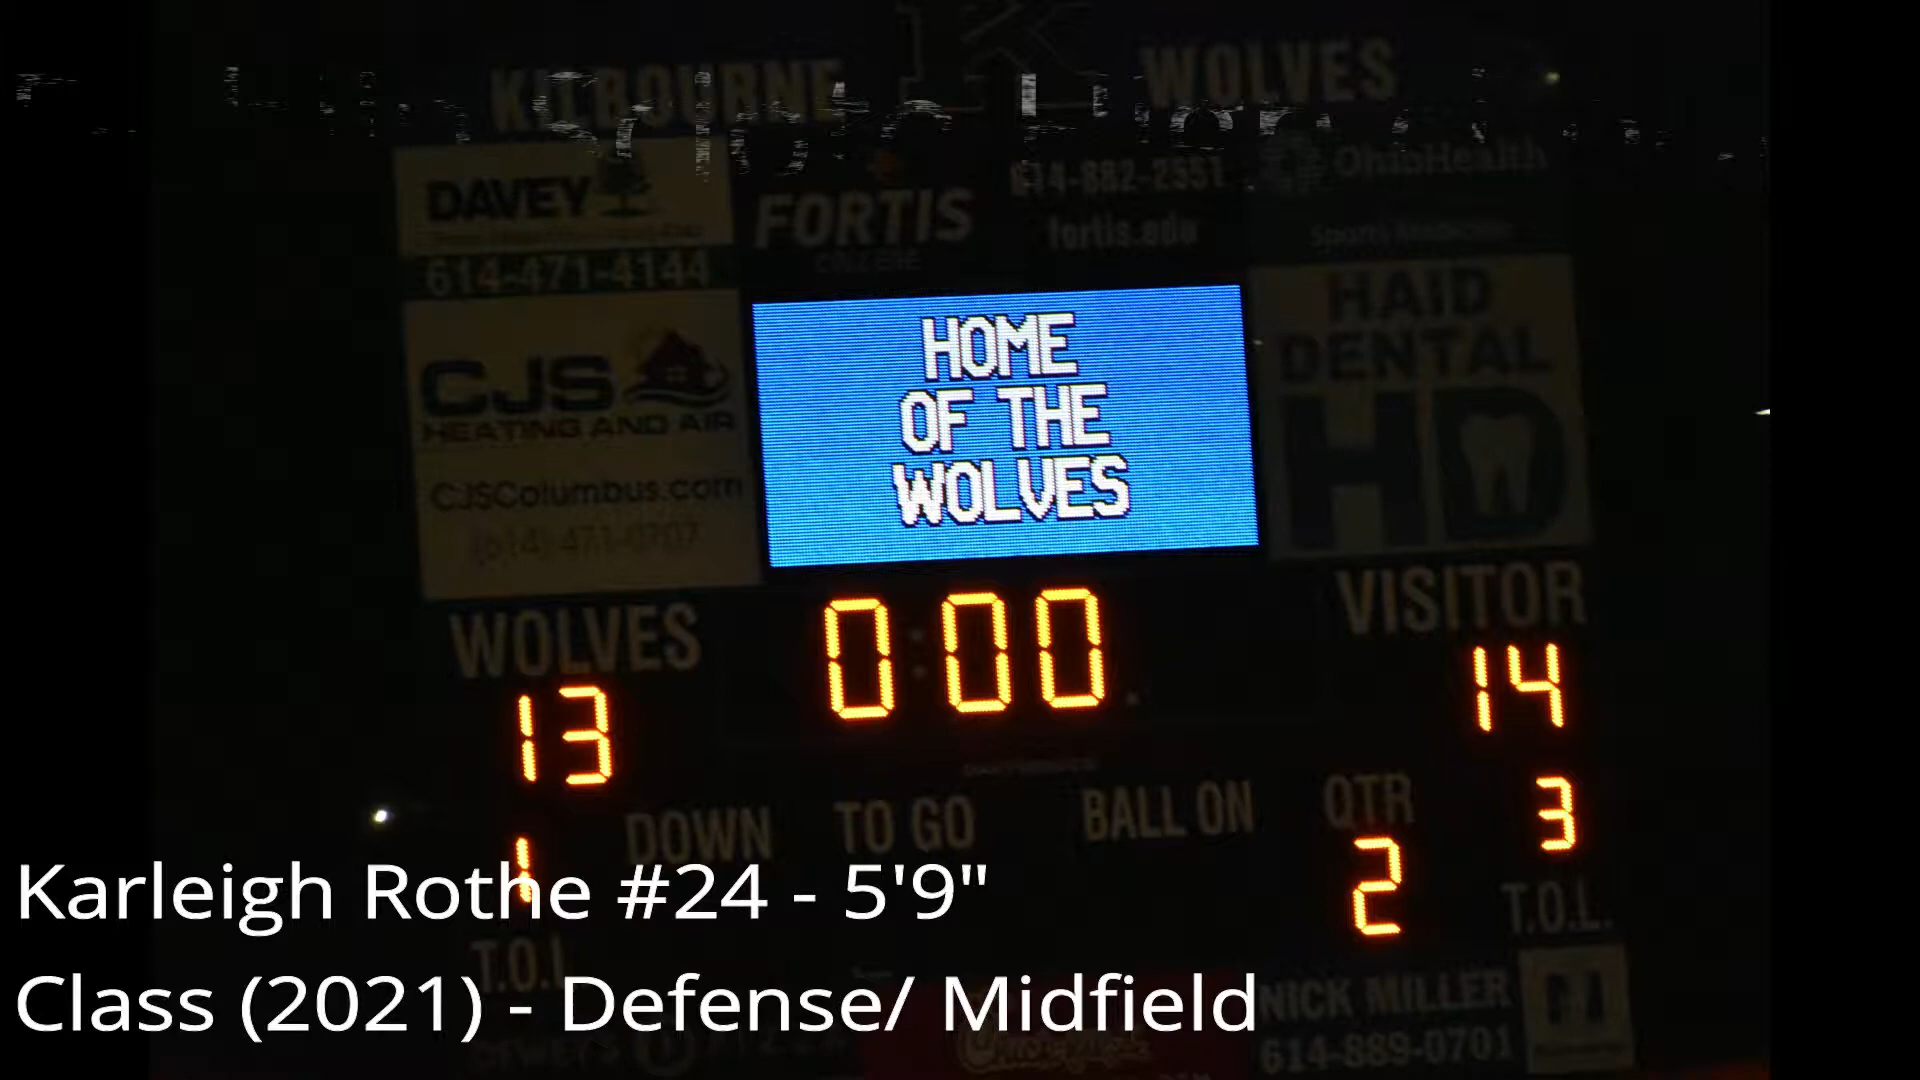 K
KILBOURNE WOLVES
DAVEY
614-471-4144
FORTIS
COLLEGE
614-882-2551
fortis.edu
OhioHealth
CJS
HEATING AND AIR
CJSColumbus.com
(614) 471-0707
HOME
OF THE
WOLVES
HAID
DENTAL
HD
WOLVES
0:00
VISITOR
13
14
DOWN TO GO BALL ON QTR
3
1
2
T.O.L.
T.O.L.
Karleigh Rothe #24 - 5'9"
Class (2021) - Defense/ Midfield
NICK MILLER
614-889-0701